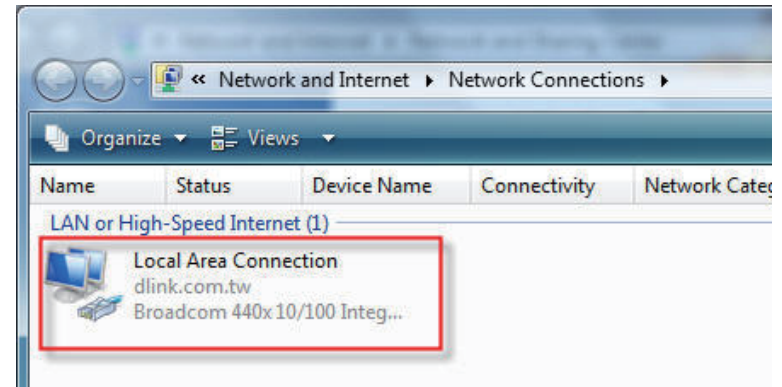 « Network and Internet ▸ Network Connections ▸
Organize Views
Name Status Device Name Connectivity Network Categ
LAN or High-Speed Internet (1)
Local Area Connection
dlink.com.tw
Broadcom 440x 10/100 Integ...